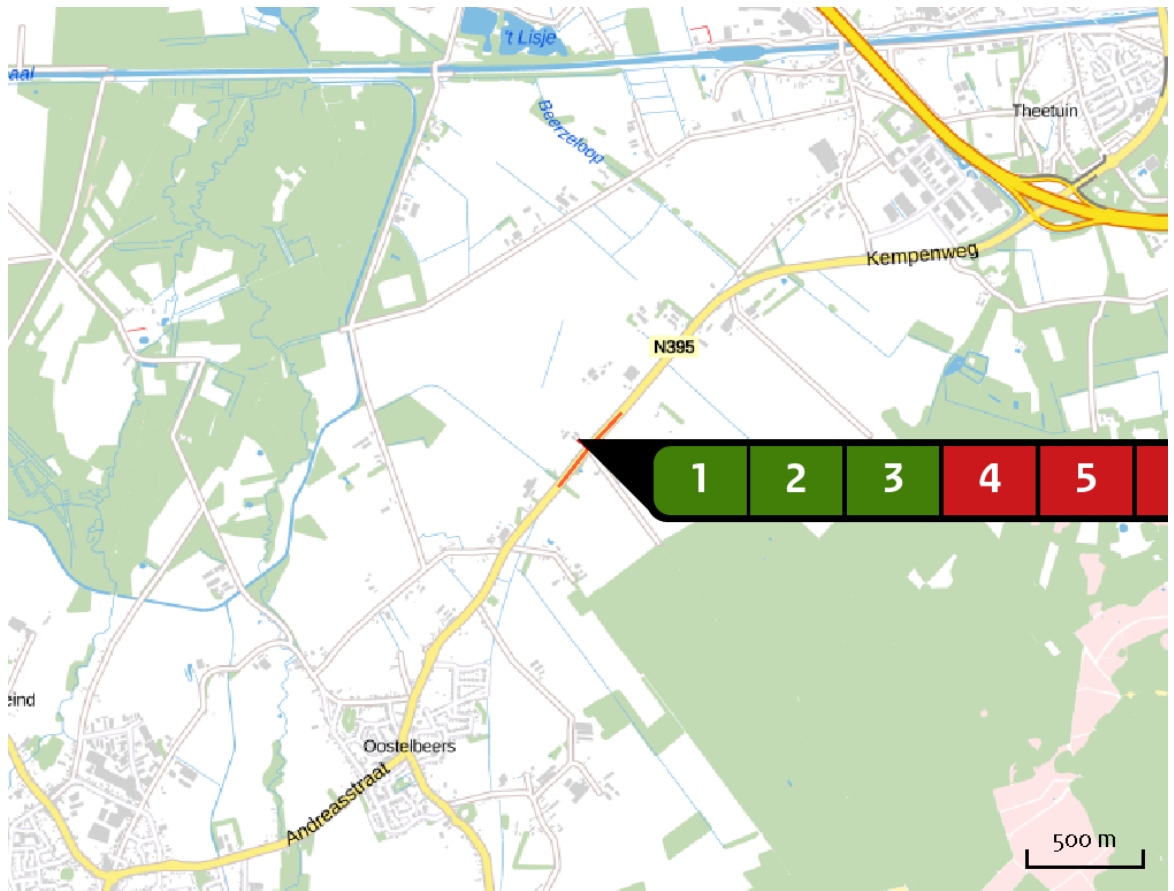 't Lisje
aal
Beerzeloop
Theetuin
Kempenweg
N395
1 2 3 4 5
eind
Oostelbeers
Andreasstraat
500 m